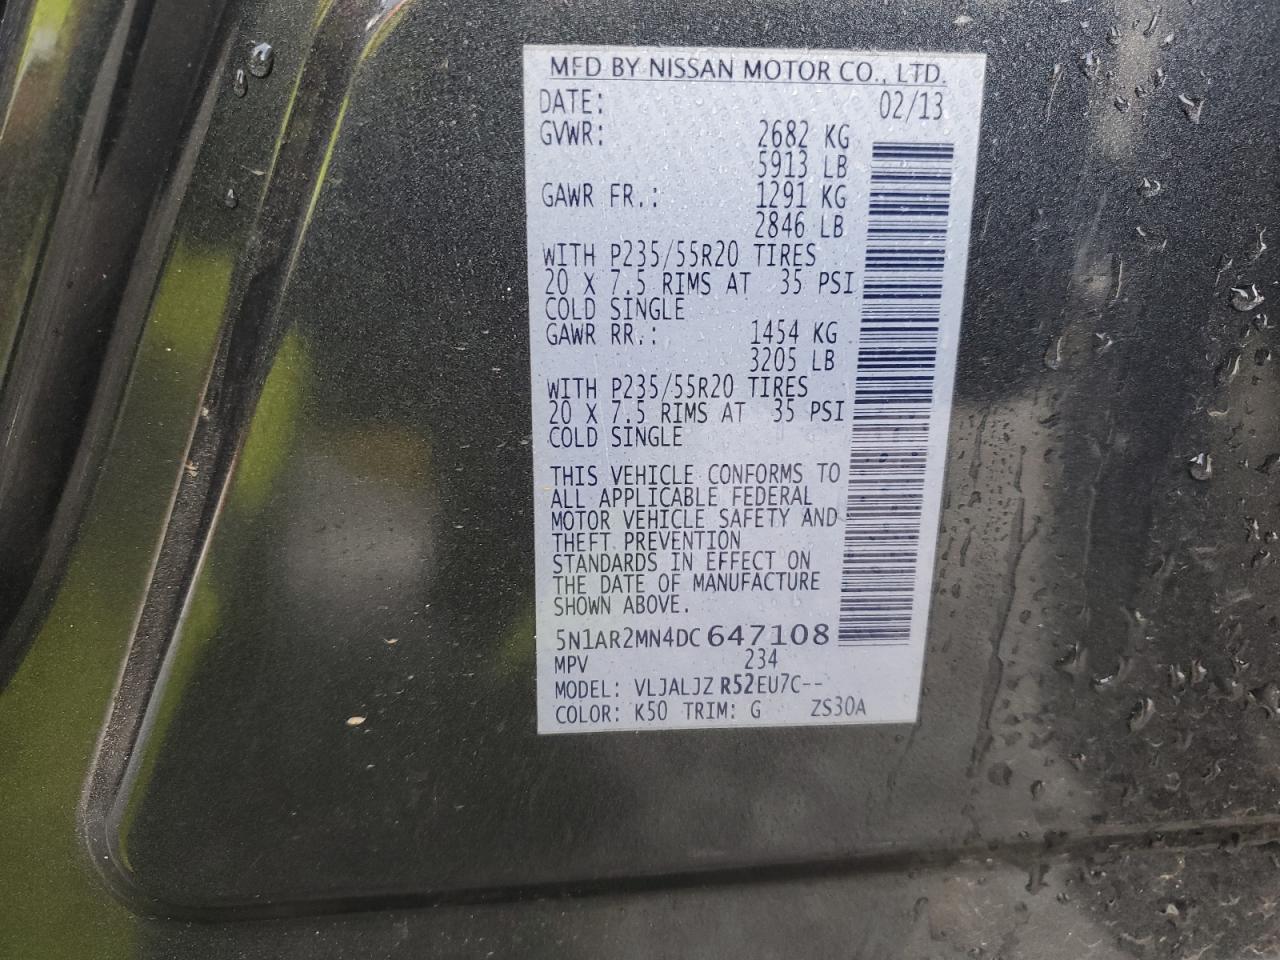 MFD BY NISSAN MOTOR CO., LTD.
DATE: 02/13
GVWR: 2682 KG
5913 LB
GAWR FR.: 1291 KG
2846 LB
WITH P235/55R20 TIRES
20 X 7.5 RIMS AT 35 PSI
COLD SINGLE
GAWR RR.: 1454 KG
3205 LB
WITH P235/55R20 TIRES
20 X 7.5 RIMS AT 35 PSI
COLD SINGLE
THIS VEHICLE CONFORMS TO
ALL APPLICABLE FEDERAL
MOTOR VEHICLE SAFETY AND
THEFT PREVENTION
STANDARDS IN EFFECT ON
THE DATE OF MANUFACTURE
SHOWN ABOVE.
5N1AR2MN4DC647108
MPV 234
MODEL: VLJALJZ R52EU7C--
COLOR: K50 TRIM: G ZS30A